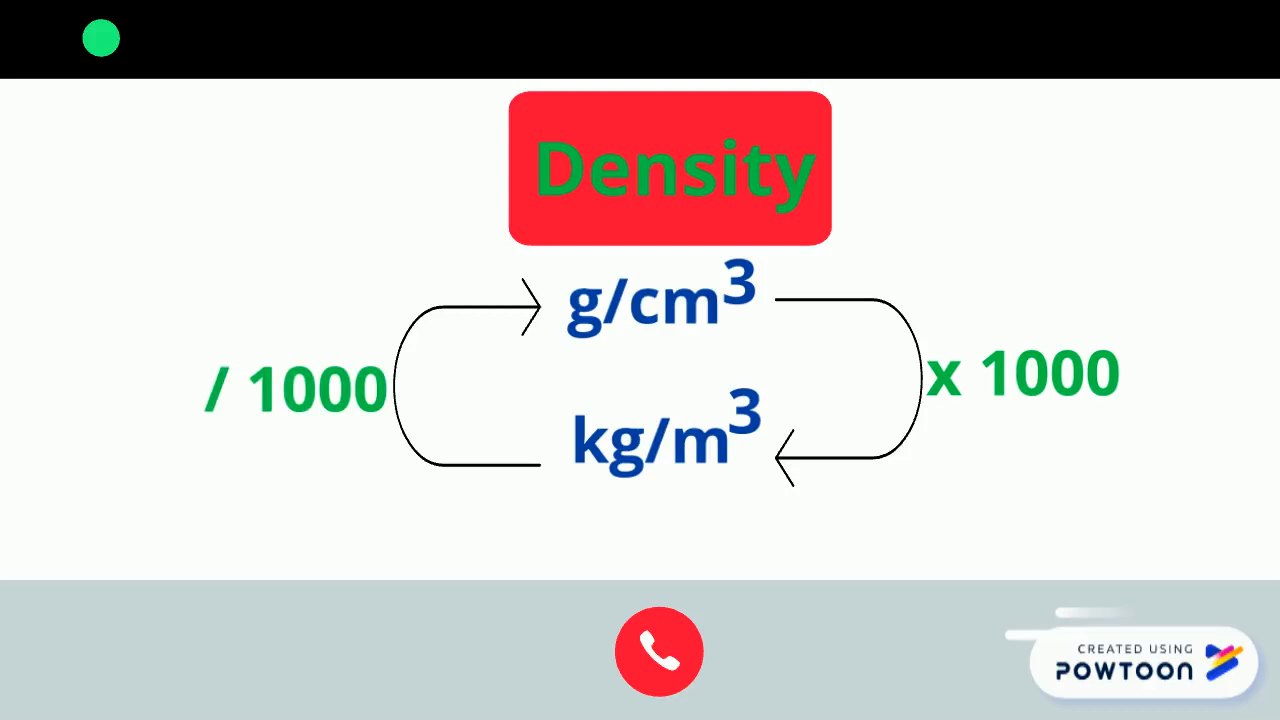 Density
g/cm³
/ 1000
x 1000
kg/m³
CREATED USING
POWTOON